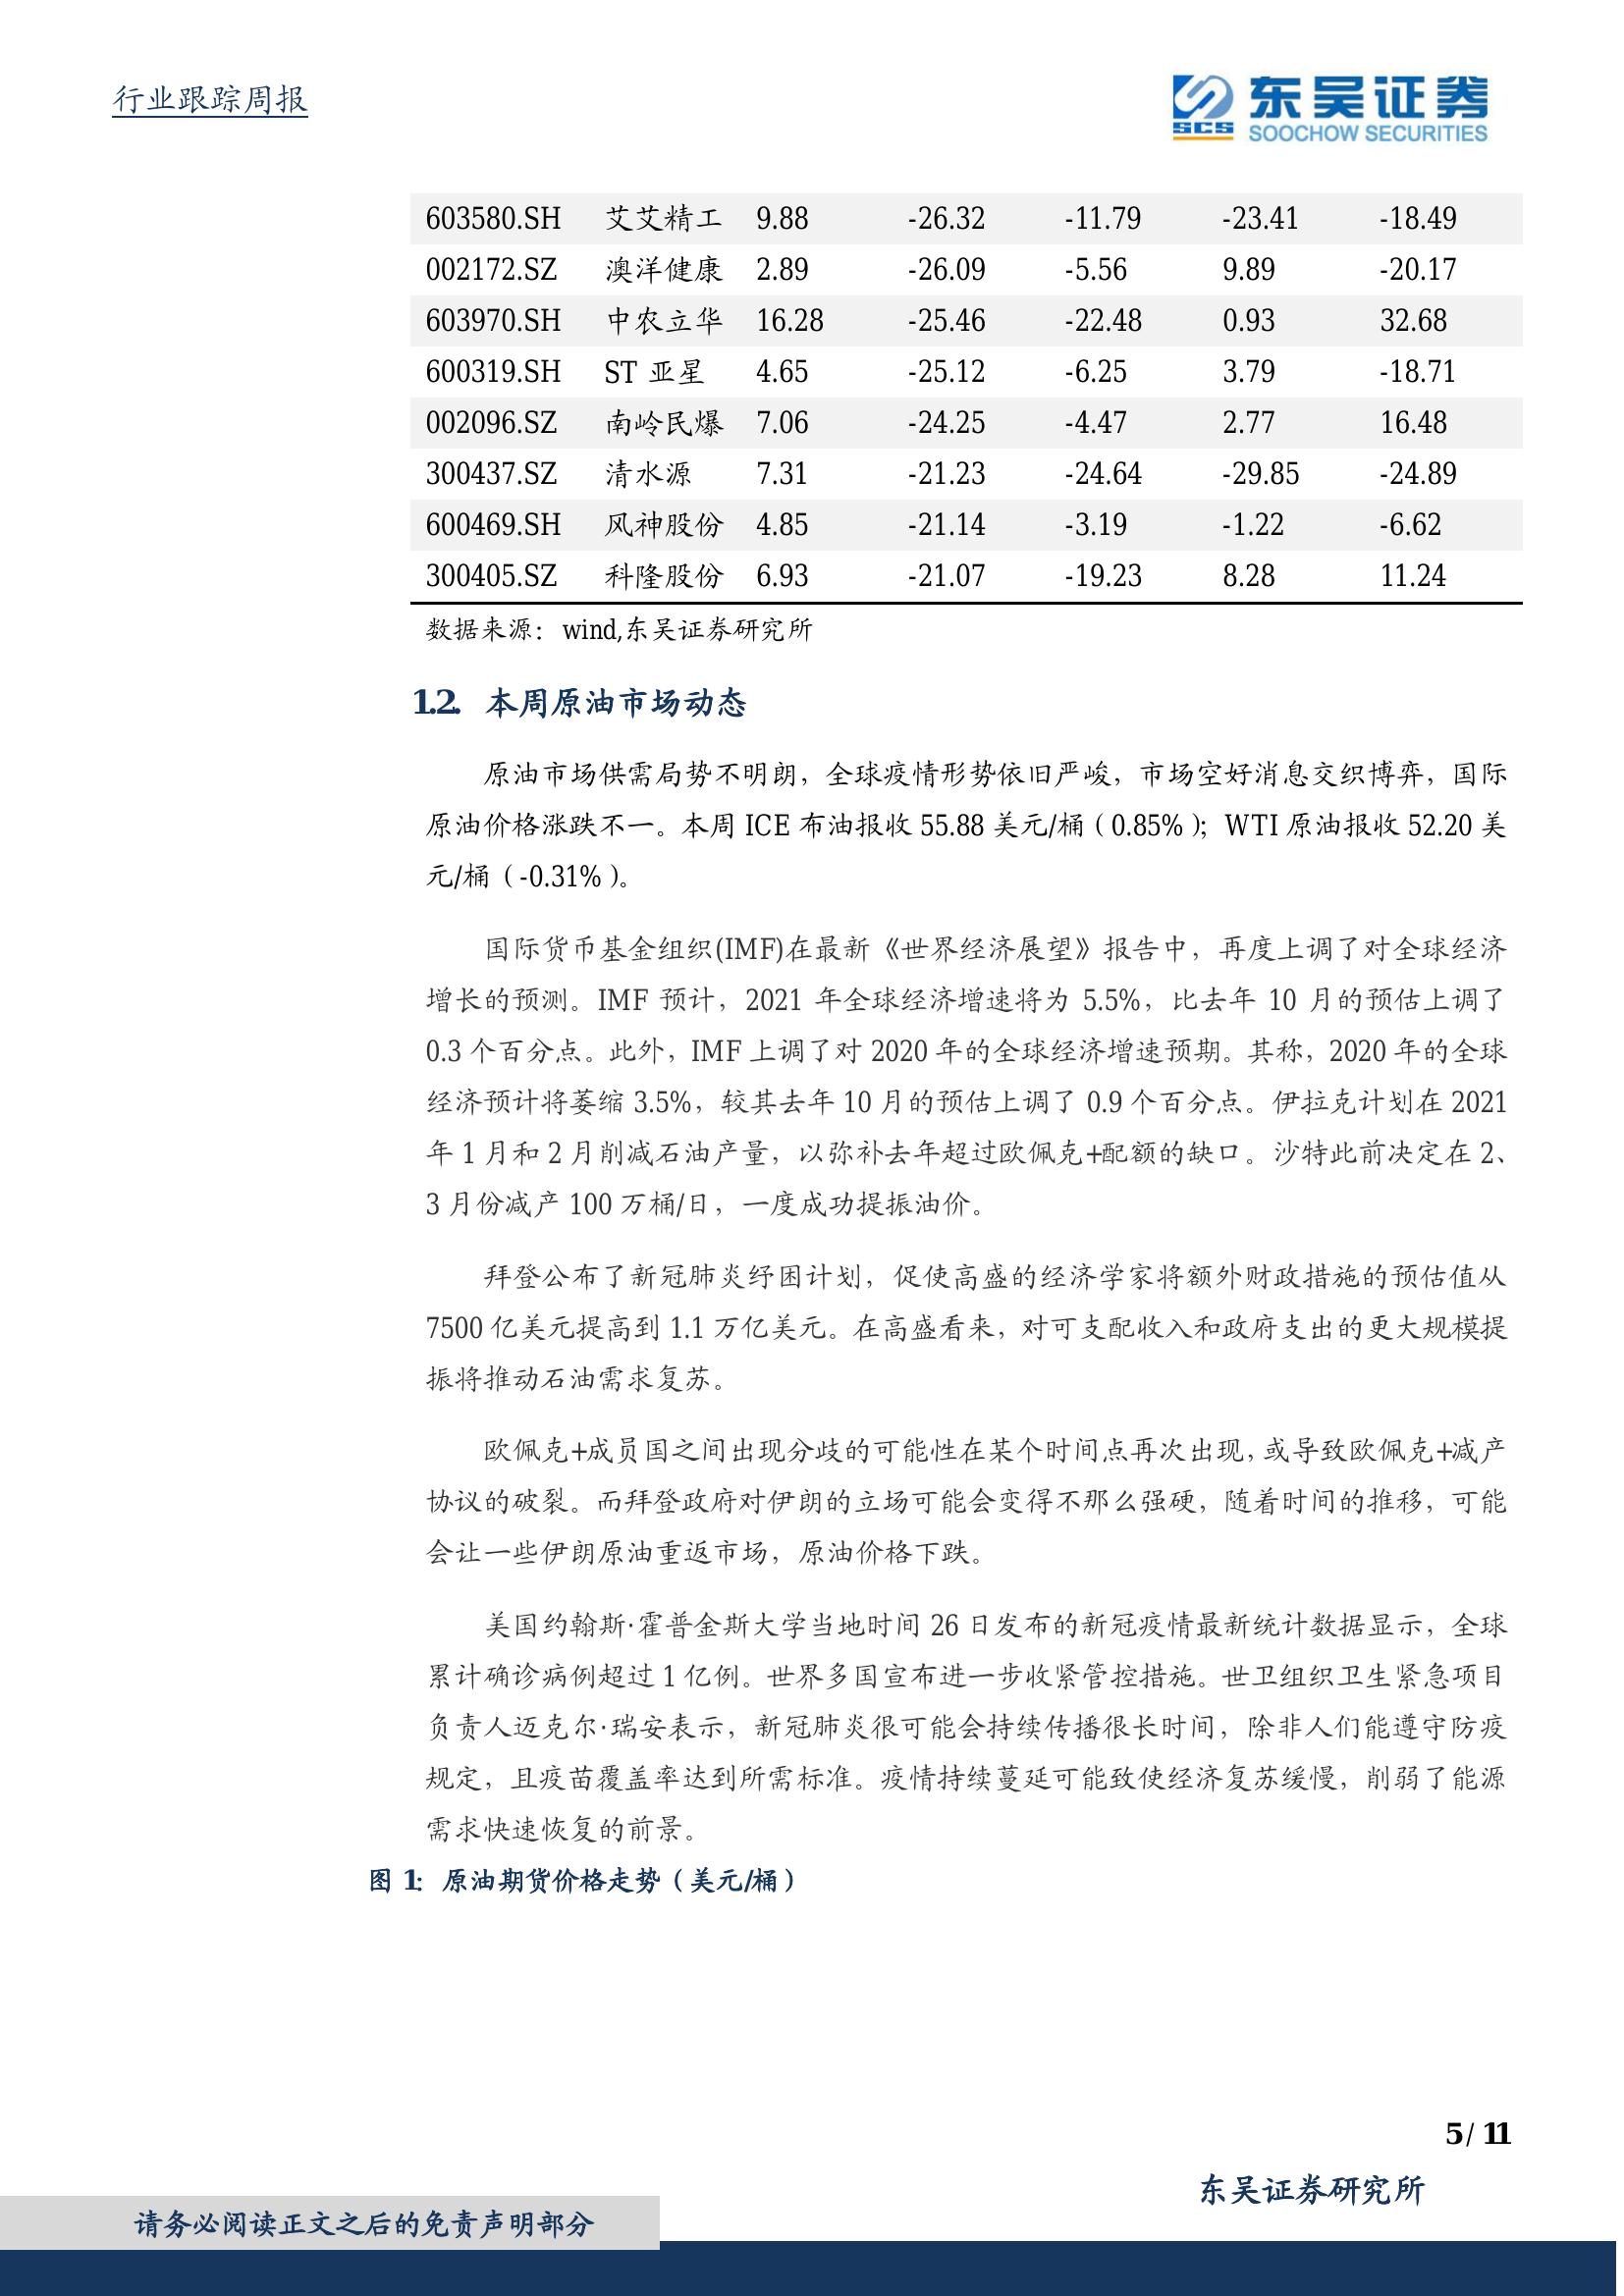 行业跟踪周报
东吴证券
SCS
SOOCHOW SECURITIES
603580.SH 艾艾精工 9.88 -26.32 -11.79 -23.41 -18.49
002172.SZ 澳洋健康 2.89 -26.09 -5.56 9.89 -20.17
603970.SH 中农立华 16.28 -25.46 -22.48 0.93 32.68
600319.SH ST 亚星 4.65 -25.12 -6.25 3.79 -18.71
002096.SZ 南岭民爆 7.06 -24.25 -4.47 2.77 16.48
300437.SZ 清水源 7.31 -21.23 -24.64 -29.85 -24.89
600469.SH 风神股份 4.85 -21.14 -3.19 -1.22 -6.62
300405.SZ 科隆股份 6.93 -21.07 -19.23 8.28 11.24
数据来源：wind,东吴证券研究所
1.2. 本周原油市场动态
原油市场供需局势不明朗，全球疫情形势依旧严峻，市场空好消息交织博弈，国际
原油价格涨跌不一。本周 ICE 布油报收 55.88 美元/桶（0.85%）；WTI 原油报收 52.20 美
元/桶（-0.31%）。
国际货币基金组织(IMF)在最新《世界经济展望》报告中，再度上调了对全球经济
增长的预测。IMF 预计，2021 年全球经济增速将为 5.5%，比去年 10 月的预估上调了
0.3 个百分点。此外，IMF 上调了对 2020 年的全球经济增速预期。其称，2020 年的全球
经济预计将萎缩 3.5%，较其去年 10 月的预估上调了 0.9 个百分点。伊拉克计划在 2021
年 1 月和 2 月削减石油产量，以弥补去年超过欧佩克+配额的缺口。沙特此前决定在 2、
3 月份减产 100 万桶/日，一度成功提振油价。
拜登公布了新冠肺炎纾困计划，促使高盛的经济学家将额外财政措施的预估值从
7500 亿美元提高到 1.1 万亿美元。在高盛看来，对可支配收入和政府支出的更大规模提
振将推动石油需求复苏。
欧佩克+成员国之间出现分歧的可能性在某个时间点再次出现，或导致欧佩克+减产
协议的破裂。而拜登政府对伊朗的立场可能会变得不那么强硬，随着时间的推移，可能
会让一些伊朗原油重返市场，原油价格下跌。
美国约翰斯·霍普金斯大学当地时间 26 日发布的新冠疫情最新统计数据显示，全球
累计确诊病例超过 1 亿例。世界多国宣布进一步收紧管控措施。世卫组织卫生紧急项目
负责人迈克尔·瑞安表示，新冠肺炎很可能会持续传播很长时间，除非人们能遵守防疫
规定，且疫苗覆盖率达到所需标准。疫情持续蔓延可能致使经济复苏缓慢，削弱了能源
需求快速恢复的前景。
图 1：原油期货价格走势（美元/桶）
5 / 11
东吴证券研究所
请务必阅读正文之后的免责声明部分